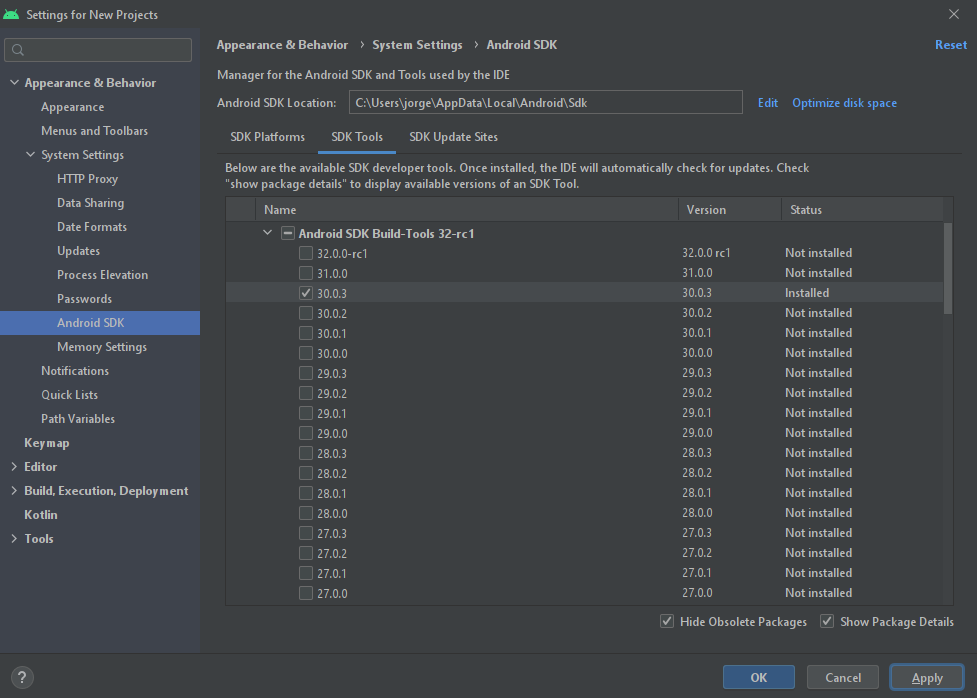 Settings for New Projects
Appearance & Behavior
Appearance
Menus and Toolbars
System Settings
HTTP Proxy
Data Sharing
Date Formats
Updates
Process Elevation
Passwords
Android SDK
Memory Settings
Notifications
Quick Lists
Path Variables
Keymap
Editor
Build, Execution, Deployment
Kotlin
Tools
Appearance & Behavior › System Settings › Android SDK
Reset
Manager for the Android SDK and Tools used by the IDE
Android SDK Location: C:\Users\jorge\AppData\Local\Android\Sdk Edit Optimize disk space
SDK Platforms SDK Tools SDK Update Sites
Below are the available SDK developer tools. Once installed, the IDE will automatically check for updates. Check
"show package details" to display available versions of an SDK Tool.
Name Version Status
Android SDK Build-Tools 32-rc1
32.0.0-rc1 32.0.0 rc1 Not installed
31.0.0 31.0.0 Not installed
30.0.3 30.0.3 Installed
30.0.2 30.0.2 Not installed
30.0.1 30.0.1 Not installed
30.0.0 30.0.0 Not installed
29.0.3 29.0.3 Not installed
29.0.2 29.0.2 Not installed
29.0.1 29.0.1 Not installed
29.0.0 29.0.0 Not installed
28.0.3 28.0.3 Not installed
28.0.2 28.0.2 Not installed
28.0.1 28.0.1 Not installed
28.0.0 28.0.0 Not installed
27.0.3 27.0.3 Not installed
27.0.2 27.0.2 Not installed
27.0.1 27.0.1 Not installed
27.0.0 27.0.0 Not installed
Hide Obsolete Packages Show Package Details
? OK Cancel Apply